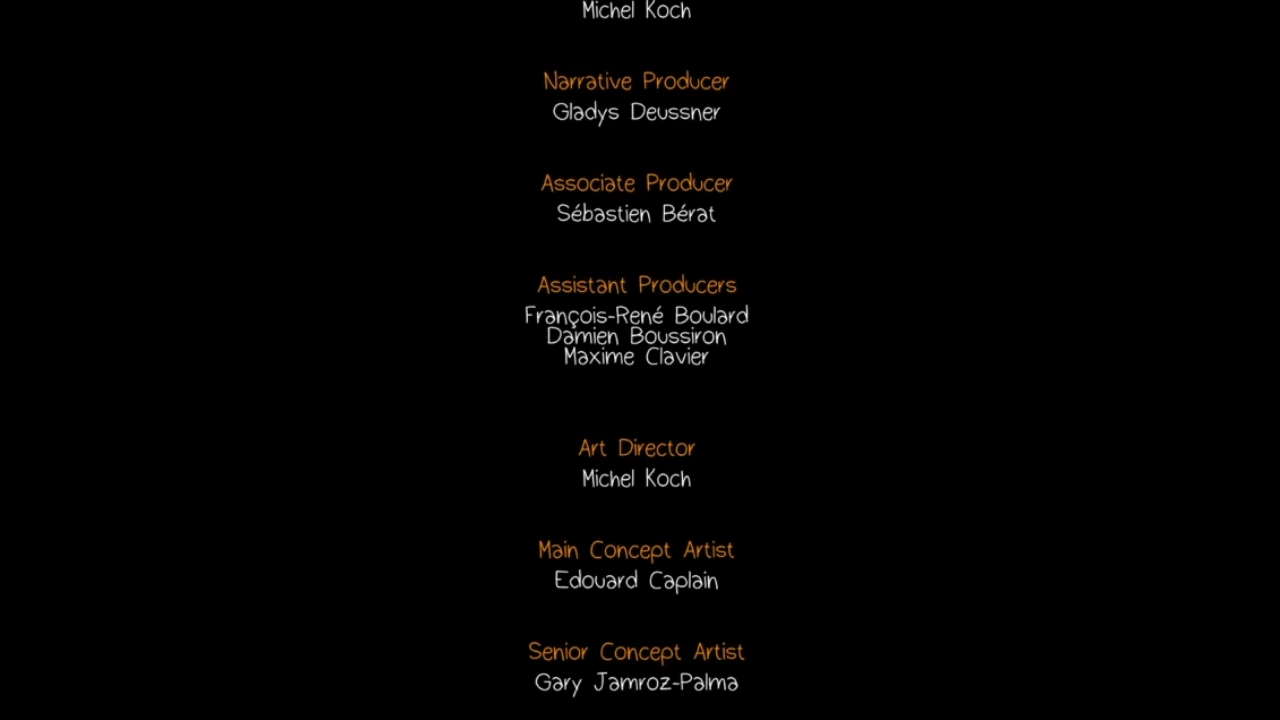 Michel Koch
Narrative Producer
Gladys Deussner
Associate Producer
Sébastien Bérat
Assistant Producers
François-René Boulard
Damien Boussiron
Maxime Clavier
Art Director
Michel Koch
Main Concept Artist
Edouard Caplain
Senior Concept Artist
Gary Jamroz-Palma